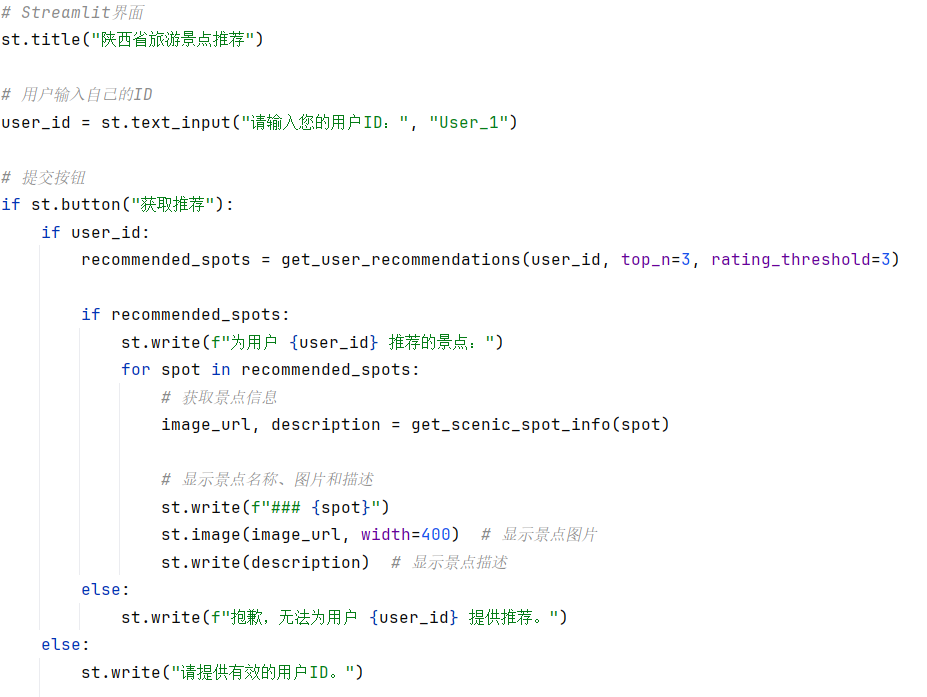 # Streamlit界面
st.title("陕西省旅游景点推荐")
# 用户输入自己的ID
user_id = st.text_input("请输入您的用户ID：", "User_1")
# 提交按钮
if st.button("获取推荐"):
    if user_id:
        recommended_spots = get_user_recommendations(user_id, top_n=3, rating_threshold=3)
        if recommended_spots:
            st.write(f"为用户 {user_id} 推荐的景点：")
            for spot in recommended_spots:
                # 获取景点信息
                image_url, description = get_scenic_spot_info(spot)
                # 显示景点名称、图片和描述
                st.write(f"### {spot}")
                st.image(image_url, width=400)  # 显示景点图片
                st.write(description)  # 显示景点描述
        else:
            st.write(f"抱歉，无法为用户 {user_id} 提供推荐。")
    else:
        st.write("请提供有效的用户ID。")